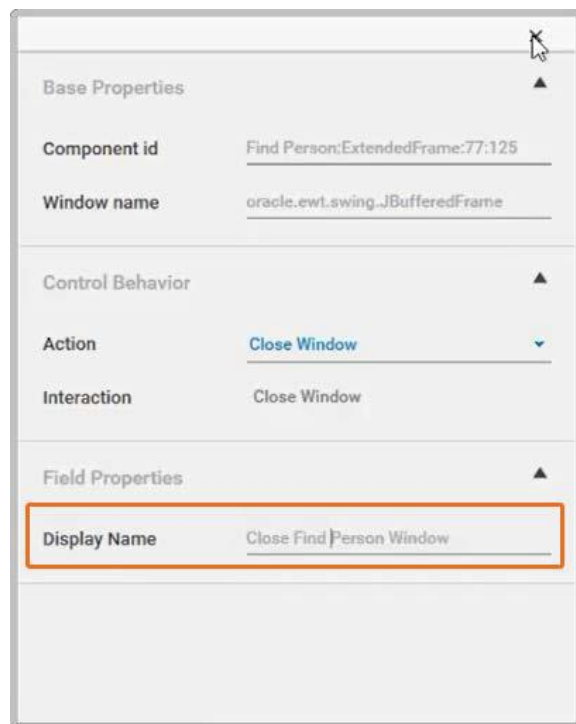 Base Properties
Component id Find Person:ExtendedFrame:77:125
Window name oracle.ewt.swing.JBufferedFrame
Control Behavior
Action Close Window
Interaction Close Window
Field Properties
Display Name Close Find Person Window